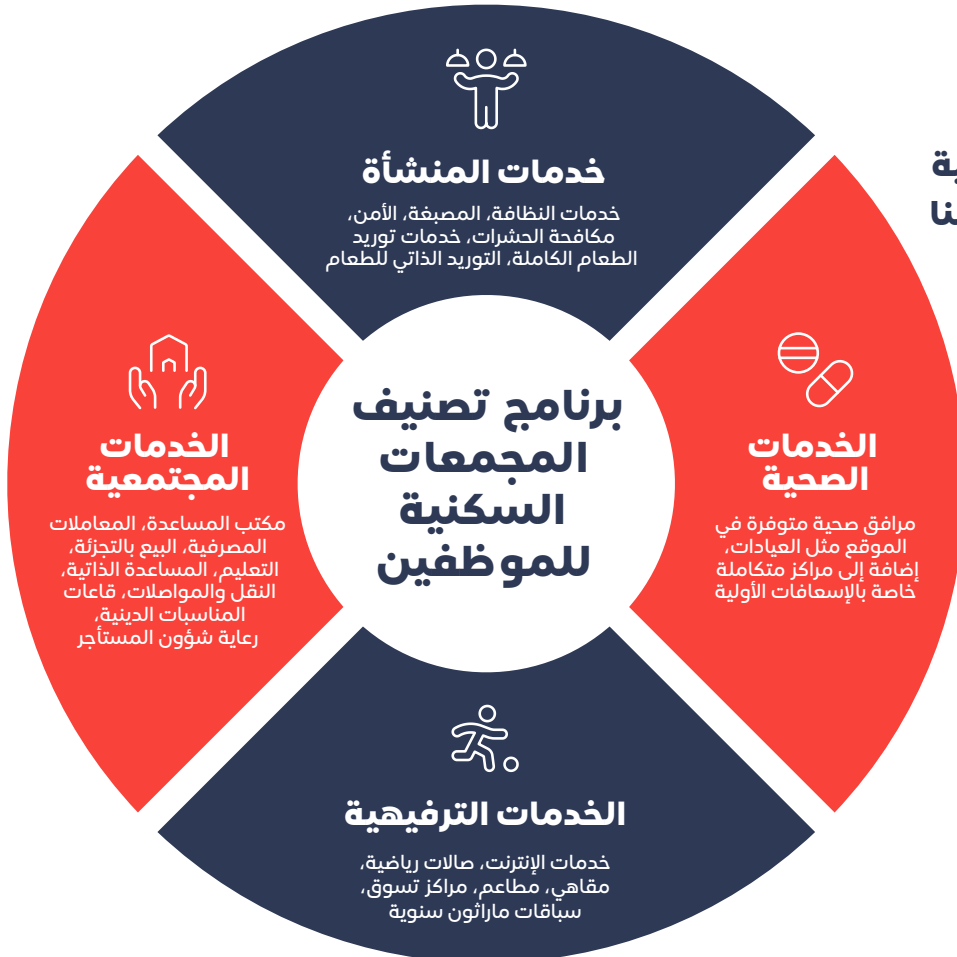 خدمات المنشأة
خدمات النظافة، المصبغة، الأمن،
مكافحة الحشرات، خدمات توريد
الطعام الكاملة، التوريد الذاتي للطعام
الخدمات
الصحية
مرافق صحية متوفرة في
الموقع مثل العيادات،
إضافة إلى مراكز متكاملة
خاصة بالإسعافات الأولية
برنامج تصنيف
المجمعات
السكنية
للموظفين
الخدمات
المجتمعية
مكتب المساعدة، المعاملات
المصرفية، البيع بالتجزئة،
التعليم، المساعدة الذاتية،
النقل والمواصلات، قاعات
المناسبات الدينية،
رعاية شؤون المستأجر
الخدمات الترفيهية
خدمات الإنترنت، صالات رياضية،
مقاهي، مطاعم، مراكز تسوق،
سباقات ماراثون سنوية